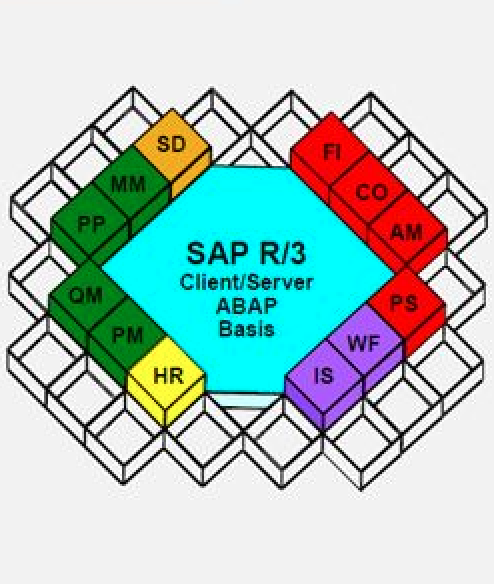 SD
MM
PP
FI
CO
AM
SAP R/3
Client/Server
ABAP
Basis
QM
PM
HR
PS
WF
IS